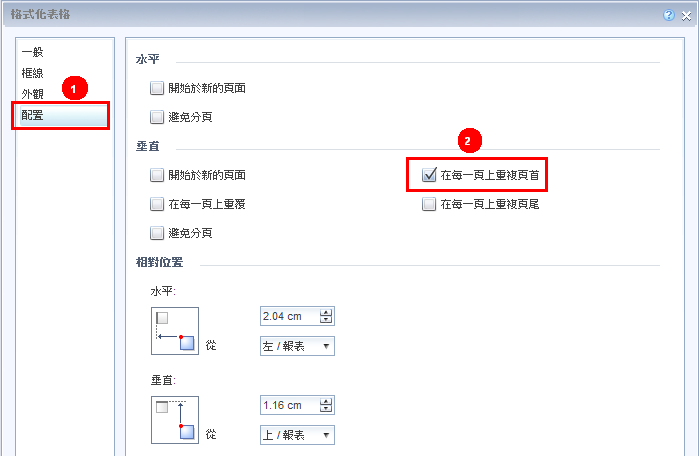 格式化表格
一般
框線
外觀
1
配置
水平
開始於新的頁面
避免分頁
2
垂直
開始於新的頁面
在每一頁上重複頁首
在每一頁上重覆
在每一頁上重複頁尾
避免分頁
相對位置
水平:
2.04 cm
從
左 / 報表
垂直:
1.16 cm
從
上 / 報表